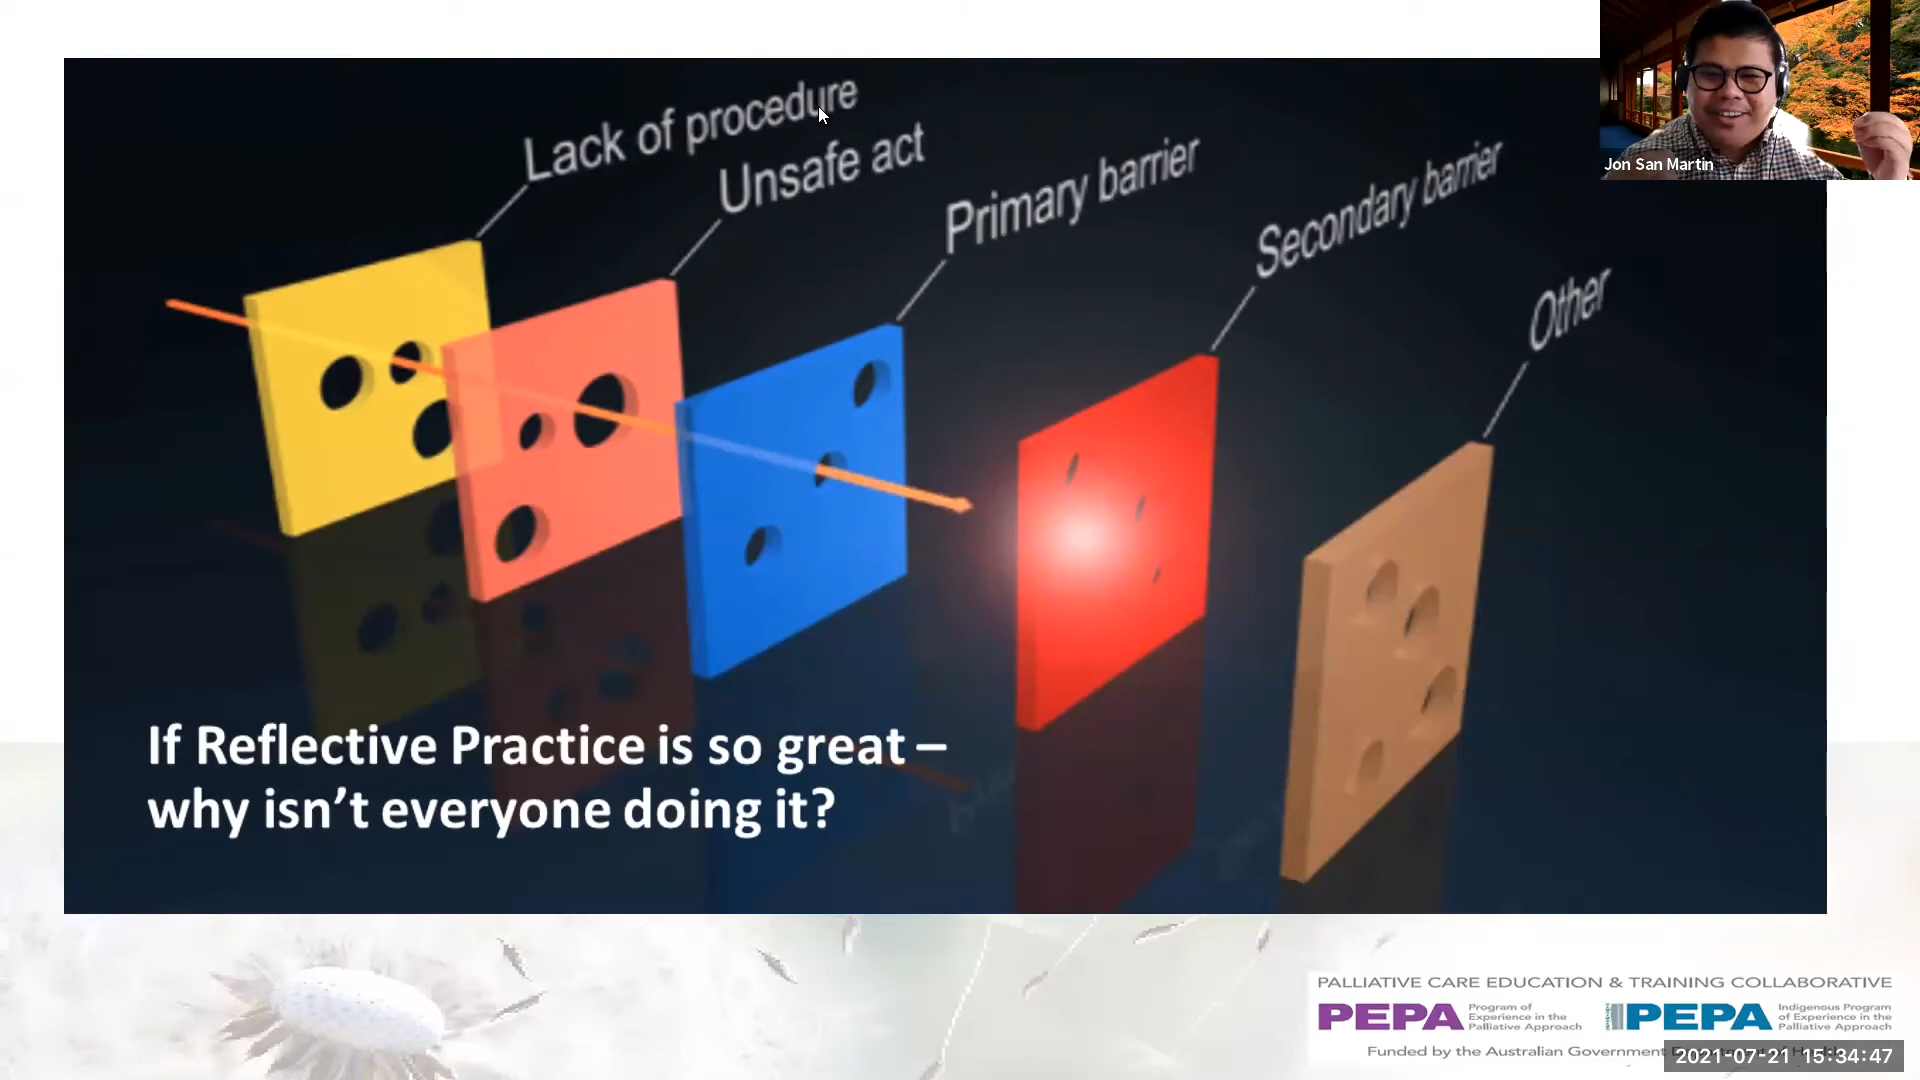 Lack of procedure
Unsafe act
Primary barrier
Secondary barrier
Other
Jon San Martin
If Reflective Practice is so great –
why isn't everyone doing it?
PALLIATIVE CARE EDUCATION & TRAINING COLLABORATIVE
PEPA
Program of
Experience in the
Palliative Approach
IPEPA
Indigenous Program
of Experience in the
Palliative Approach
Funded by the Australian Government
2021-07-21 15:34:47